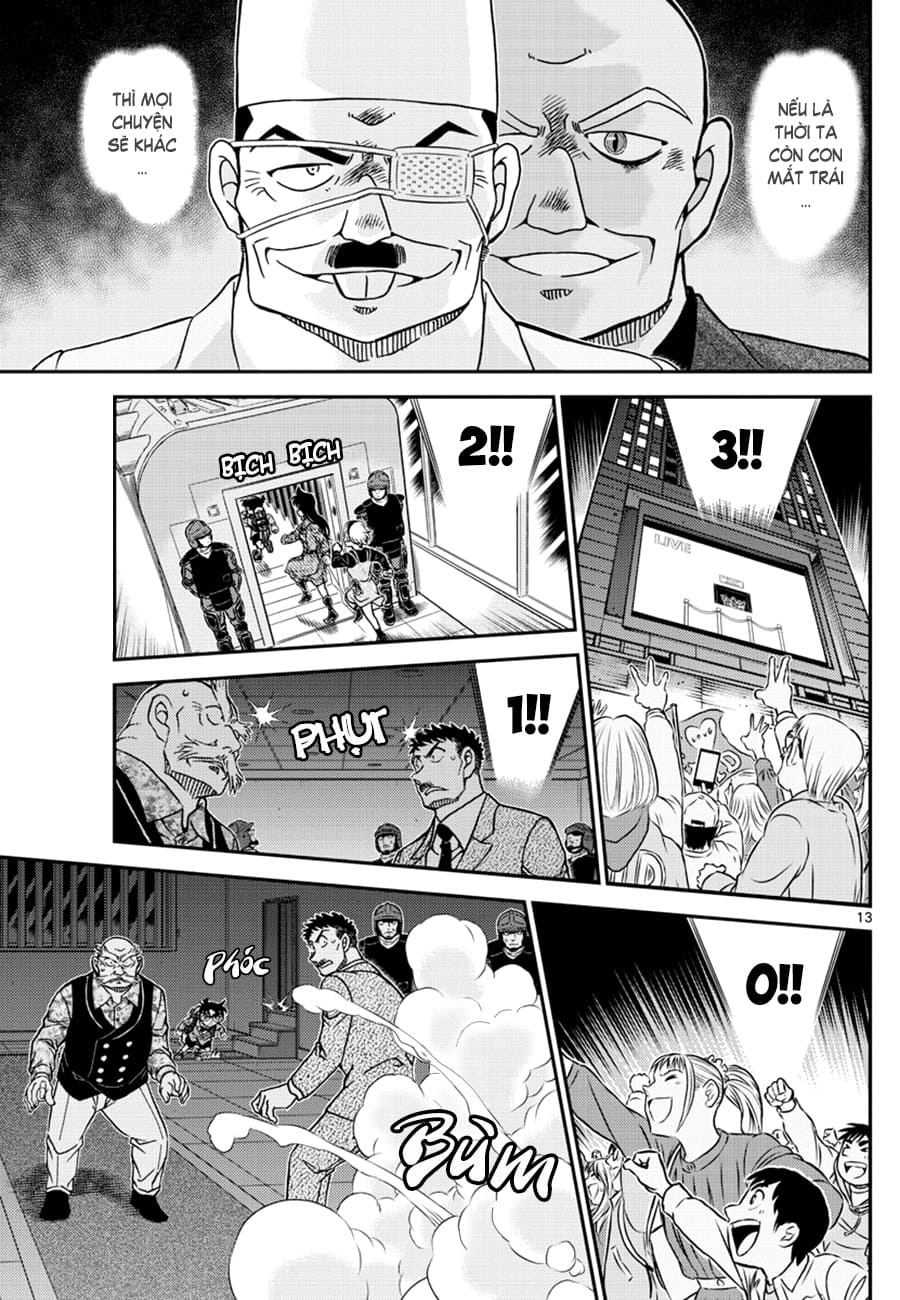 NẾU LÀ
THỜI TA
CÒN CON
MẮT TRÁI
...
THÌ MỌI
CHUYỆN
SẼ KHÁC
...
3!!
LIVE
2!!
BỊCH BỊCH
1!!
PHỤT
13
0!!
Phóc
Bùm